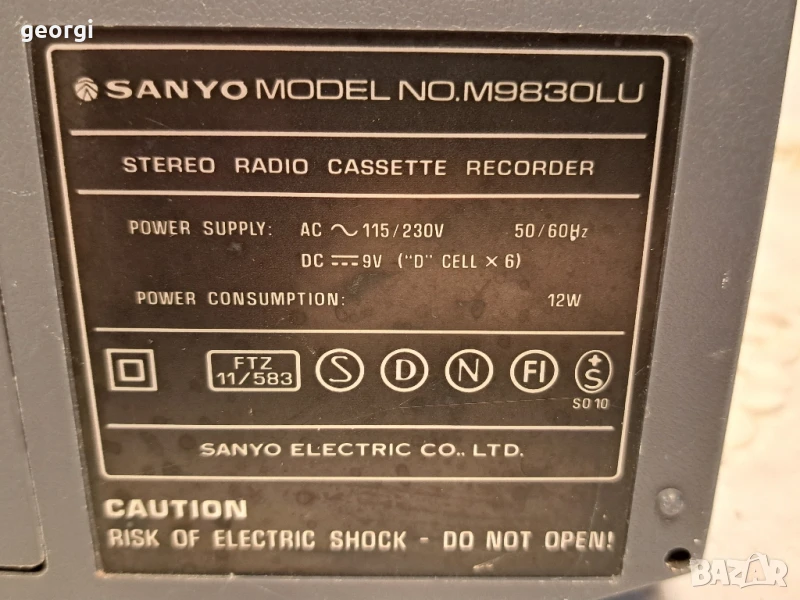 georgi
SANYO MODEL NO. M9830LU
STEREO RADIO CASSETTE RECORDER
POWER SUPPLY: AC ~ 115/230V 50/60Hz
DC ⎓ 9V ("D" CELL × 6)
POWER CONSUMPTION: 12W
FTZ
11/583
S D N FI +S
SO 10
SANYO ELECTRIC CO., LTD.
CAUTION
RISK OF ELECTRIC SHOCK - DO NOT OPEN!
BAZAR